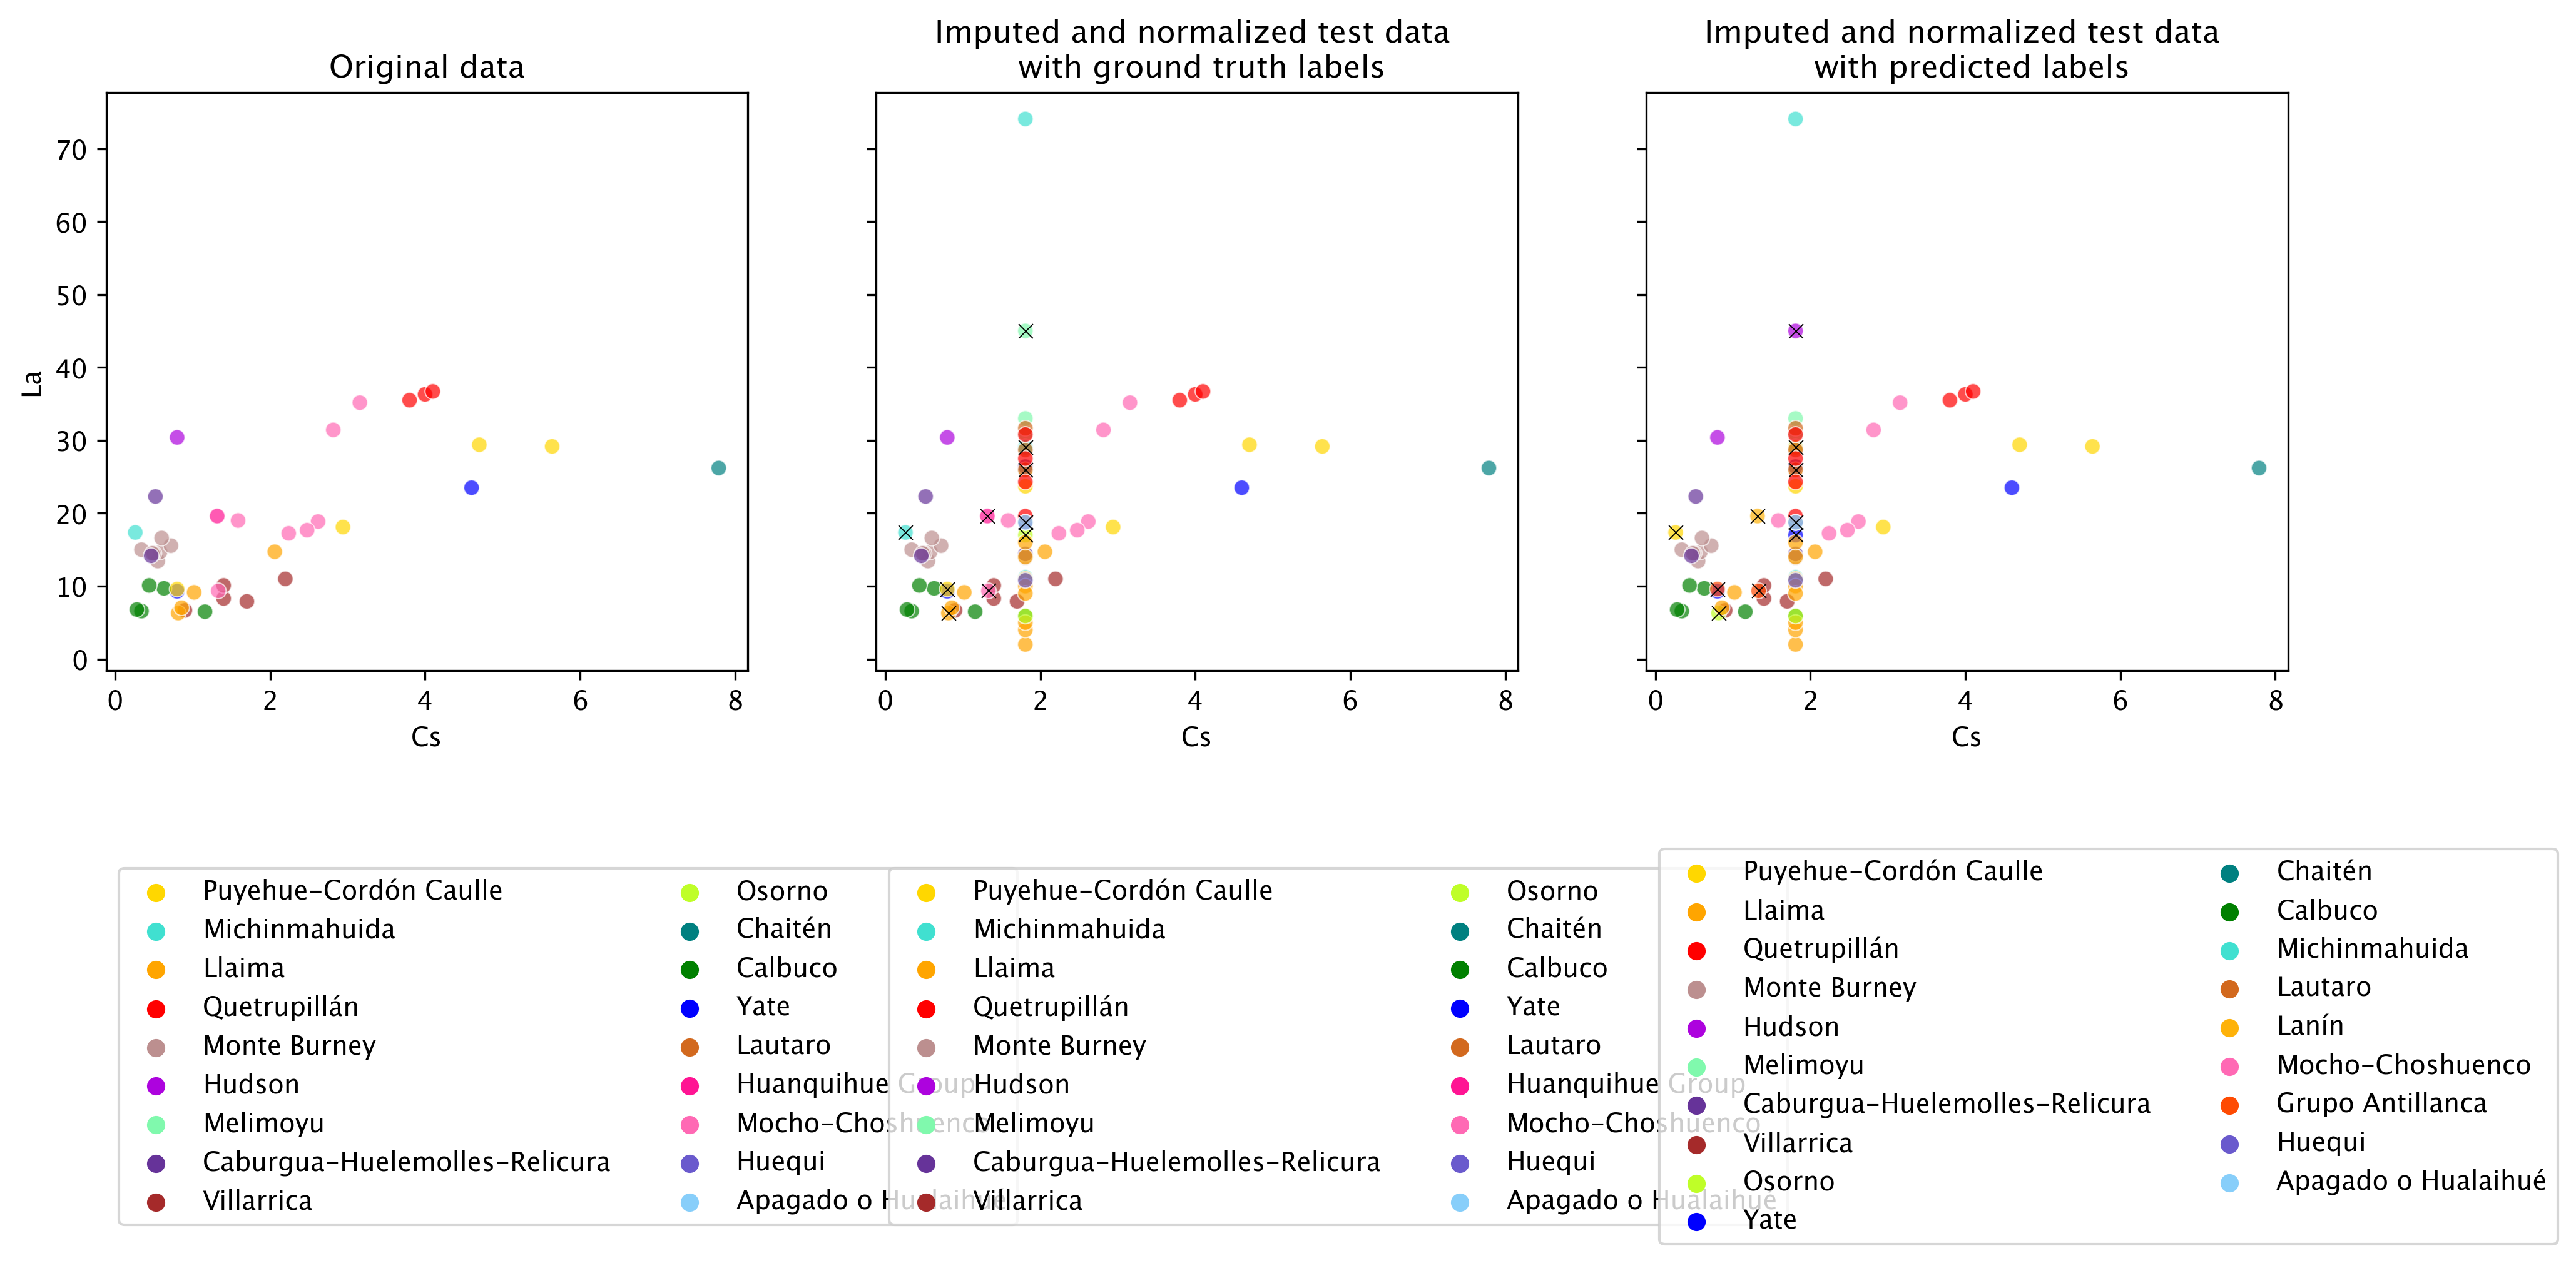 Original data
Imputed and normalized test data
with ground truth labels
Imputed and normalized test data
with predicted labels
La
70
60
50
40
30
20
10
0
0 2 4 6 8
Cs
0 2 4 6 8
Cs
0 2 4 6 8
Cs
Puyehue-Cordón Caulle
Michinmahuida
Llaima
Quetrupillán
Monte Burney
Hudson
Melimoyu
Caburgua-Huelemolles-Relicura
Villarrica
Osorno
Chaitén
Calbuco
Yate
Lautaro
Huanquihue Group
Mocho-Choshuenco
Huequi
Apagado o Hualaihué
Puyehue-Cordón Caulle
Michinmahuida
Llaima
Quetrupillán
Monte Burney
Hudson
Melimoyu
Caburgua-Huelemolles-Relicura
Villarrica
Osorno
Chaitén
Calbuco
Yate
Lautaro
Huanquihue Group
Mocho-Choshuenco
Huequi
Apagado o Hualaihué
Puyehue-Cordón Caulle
Llaima
Quetrupillán
Monte Burney
Hudson
Melimoyu
Caburgua-Huelemolles-Relicura
Villarrica
Osorno
Yate
Chaitén
Calbuco
Michinmahuida
Lautaro
Lanín
Mocho-Choshuenco
Grupo Antillanca
Huequi
Apagado o Hualaihué